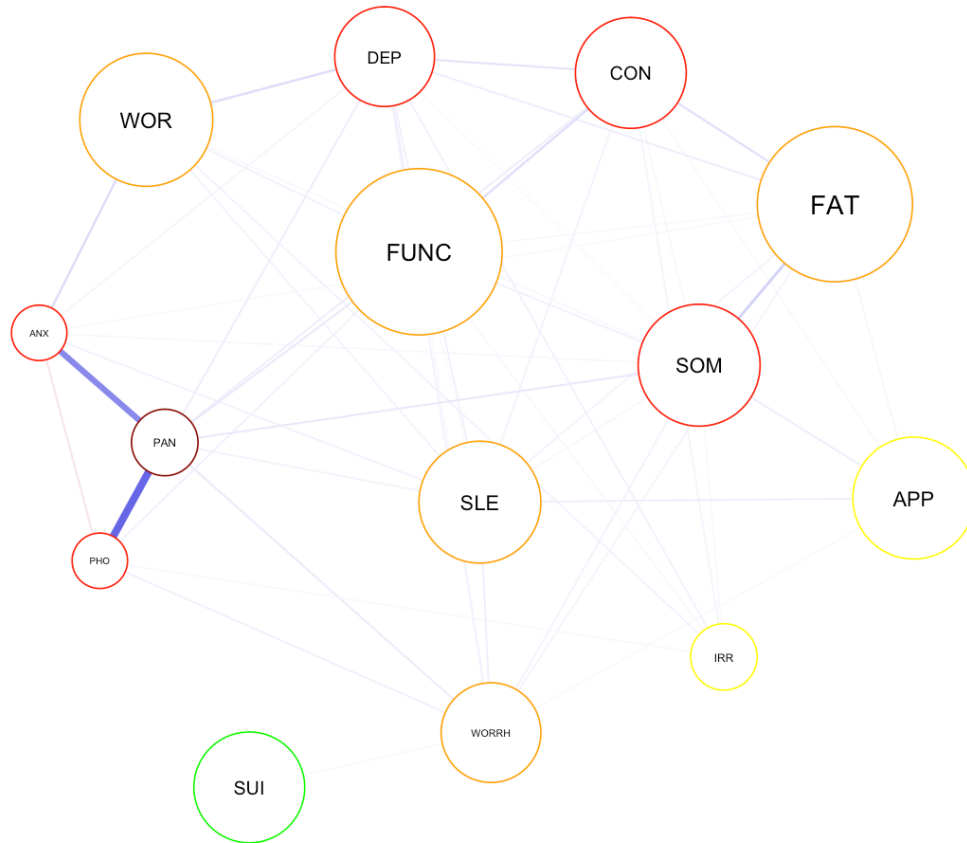 DEP
CON
WOR
FAT
FUNC
ANX
SOM
PAN
SLE
APP
PHO
IRR
WORRH
SUI